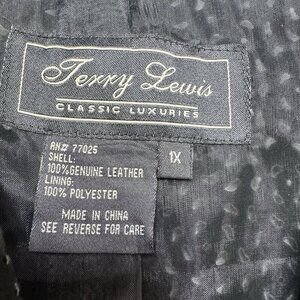 Terry Lewis
CLASSIC LUXURIES
RN# 77025
SHELL:
100%GENUINE LEATHER
LINING:
100% POLYESTER
MADE IN CHINA
SEE REVERSE FOR CARE
1X